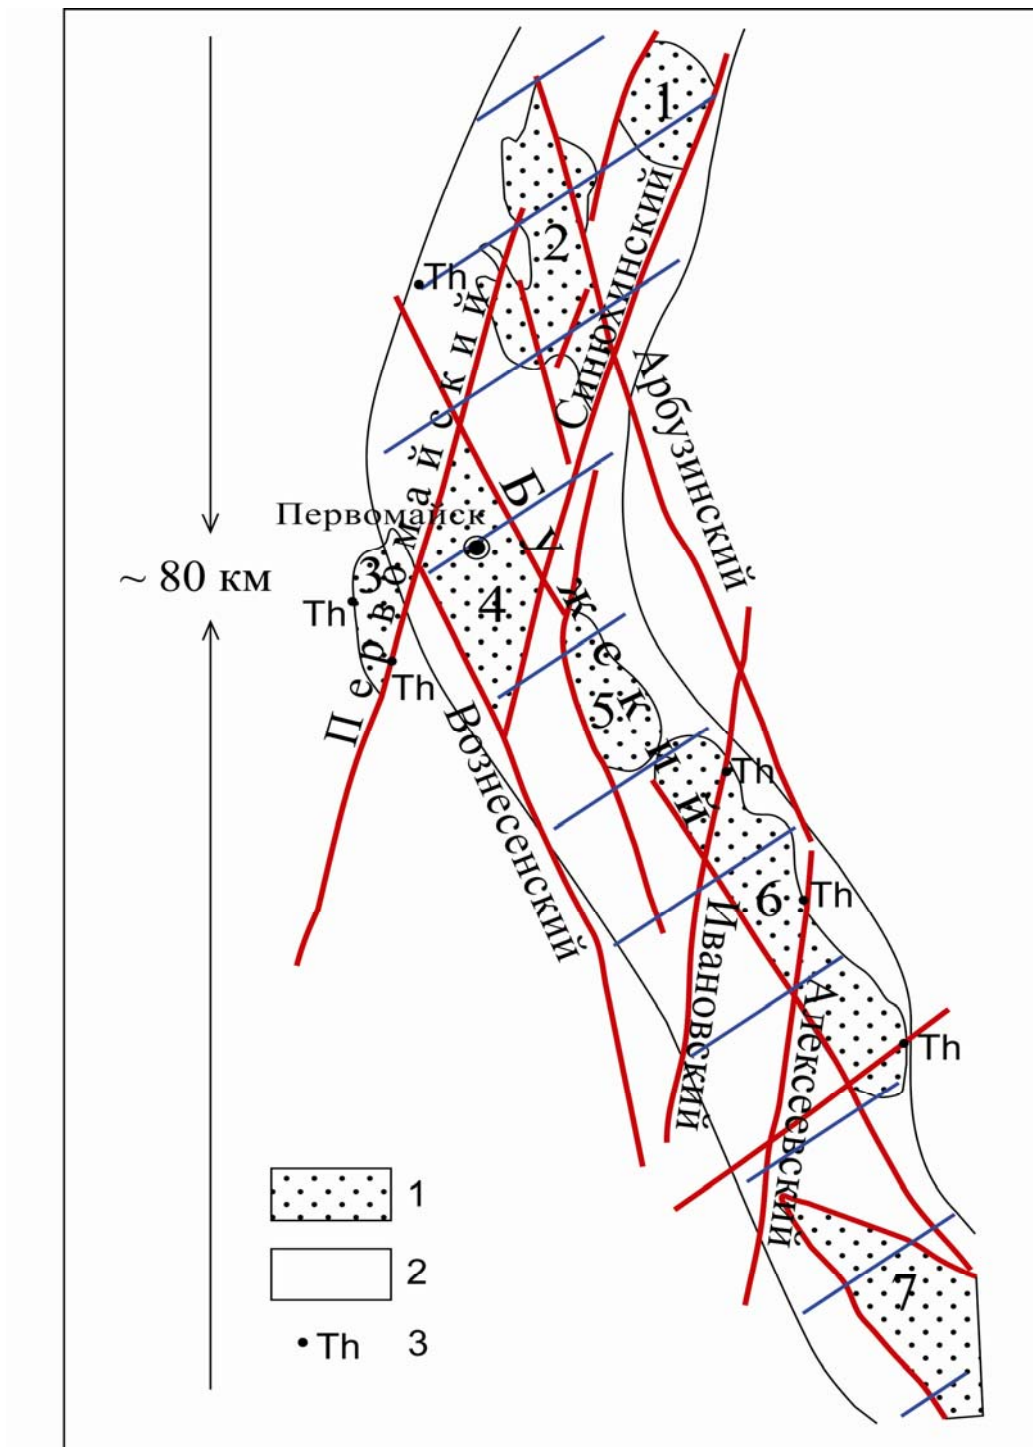 1
2
Th
Синюхинский
Арбузинский
Первомайский
Бужский
Первомайск
3
~ 80 км
4
Th
Th
5
Вознесенский
Th
6
Th
Ивановский
Алексеевский
Th
7
1
2
Th 3